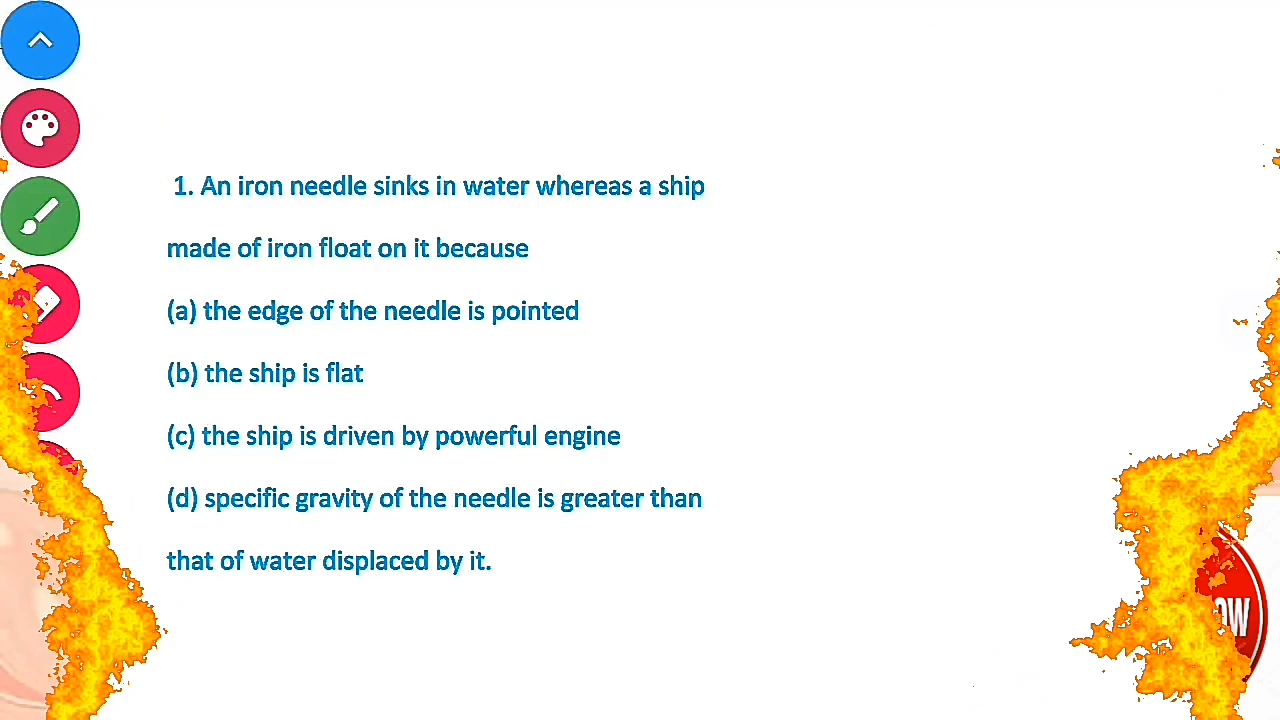 1. An iron needle sinks in water whereas a ship
made of iron float on it because
(a) the edge of the needle is pointed
(b) the ship is flat
(c) the ship is driven by powerful engine
(d) specific gravity of the needle is greater than
that of water displaced by it.